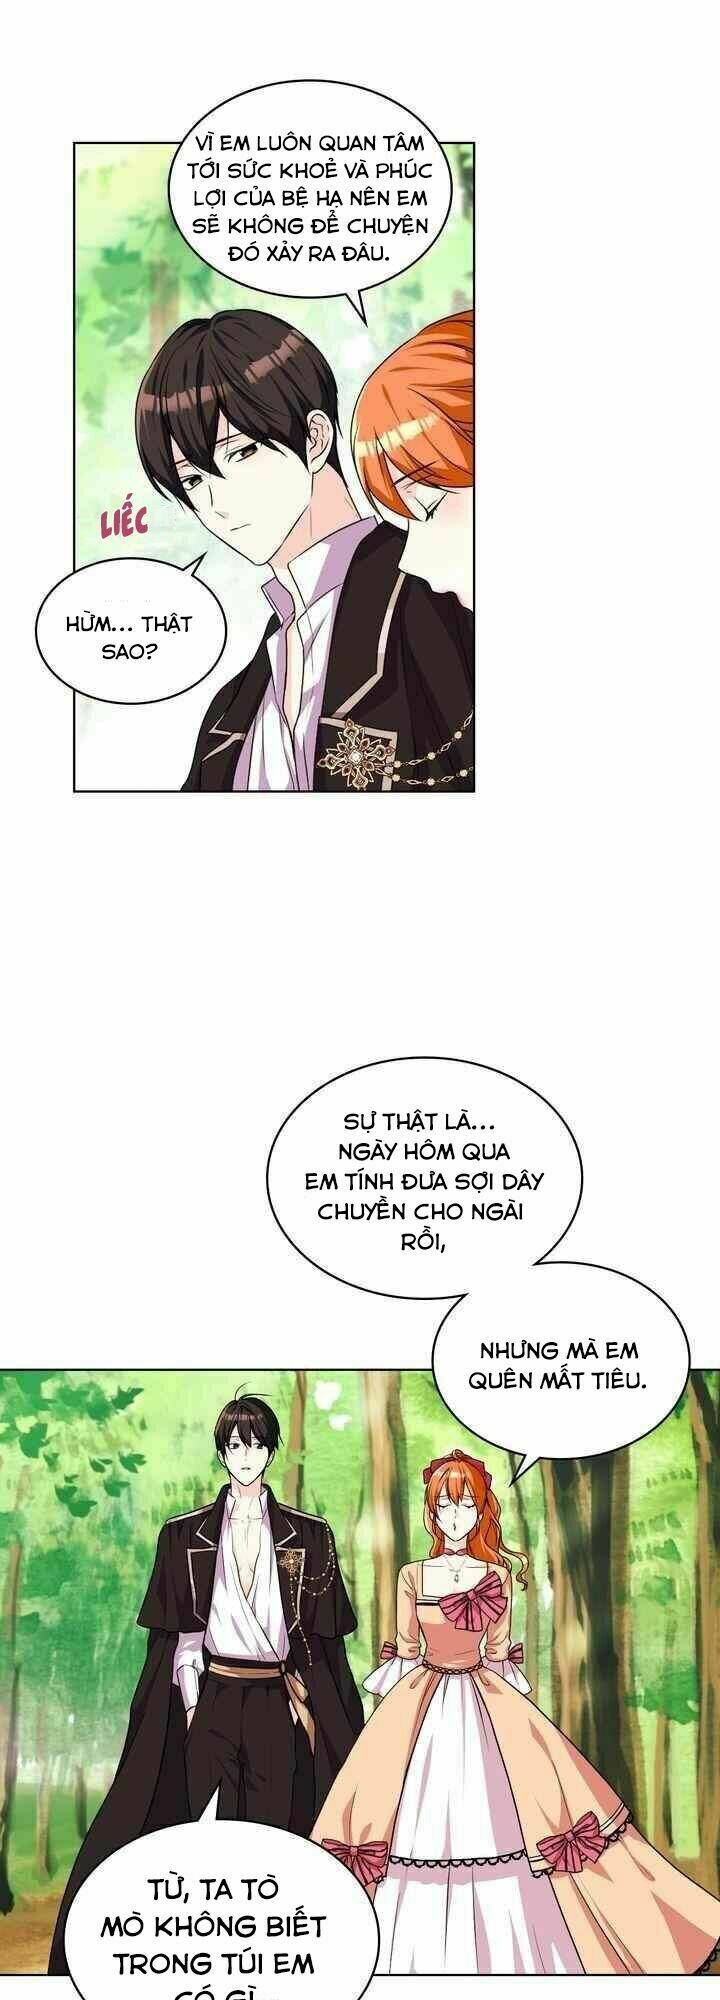 VÌ EM LUÔN QUAN TÂM
TỚI SỨC KHOẺ VÀ PHÚC
LỢI CỦA BỆ HẠ NÊN EM
SẼ KHÔNG ĐỂ CHUYỆN
ĐÓ XẢY RA ĐÂU.
LIẾC
HỪM... THẬT
SAO?
SỰ THẬT LÀ...
NGÀY HÔM QUA
EM TÍNH ĐƯA SỢI DÂY
CHUYỀN CHO NGÀI
RỒI,
NHƯNG MÀ EM
QUÊN MẤT TIÊU.
TỪ, TA TÒ
MÒ KHÔNG BIẾT
TRONG TÚI EM
CÓ GÌ